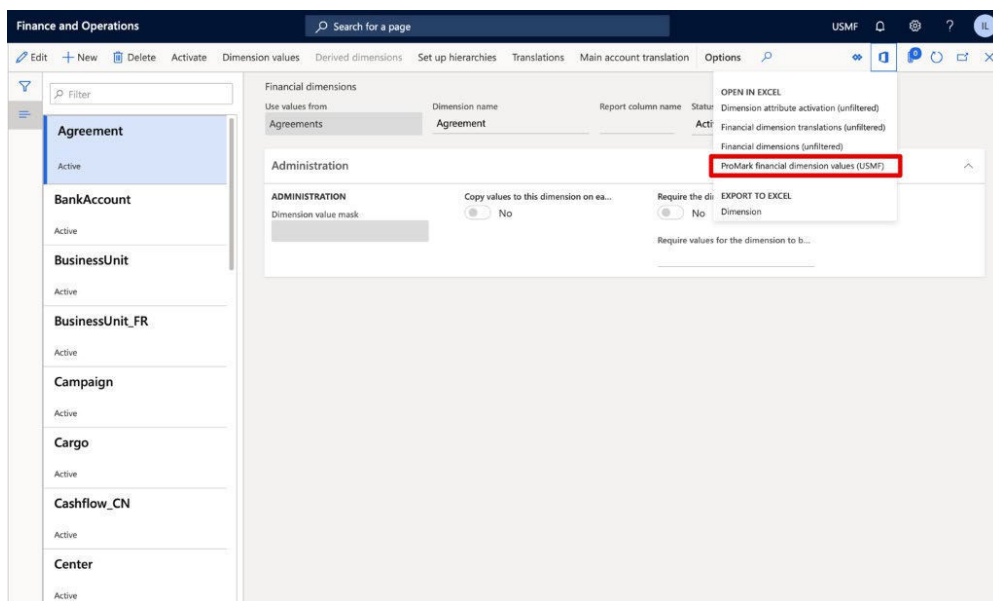 Finance and Operations
Search for a page
USMF
?
IL
Edit
New
Delete
Activate
Dimension values
Derived dimensions
Set up hierarchies
Translations
Main account translation
Options
0
Filter
Agreement
Active
BankAccount
Active
BusinessUnit
Active
BusinessUnit_FR
Active
Campaign
Active
Cargo
Active
Cashflow_CN
Active
Center
Active
Financial dimensions
Use values from
Agreements
Dimension name
Agreement
Report column name
Status
Acti
Administration
ADMINISTRATION
Dimension value mask
Copy values to this dimension on ea...
No
Require the di
No
Require values for the dimension to b...
OPEN IN EXCEL
Dimension attribute activation (unfiltered)
Financial dimension translations (unfiltered)
Financial dimensions (unfiltered)
ProMark financial dimension values (USMF)
EXPORT TO EXCEL
Dimension